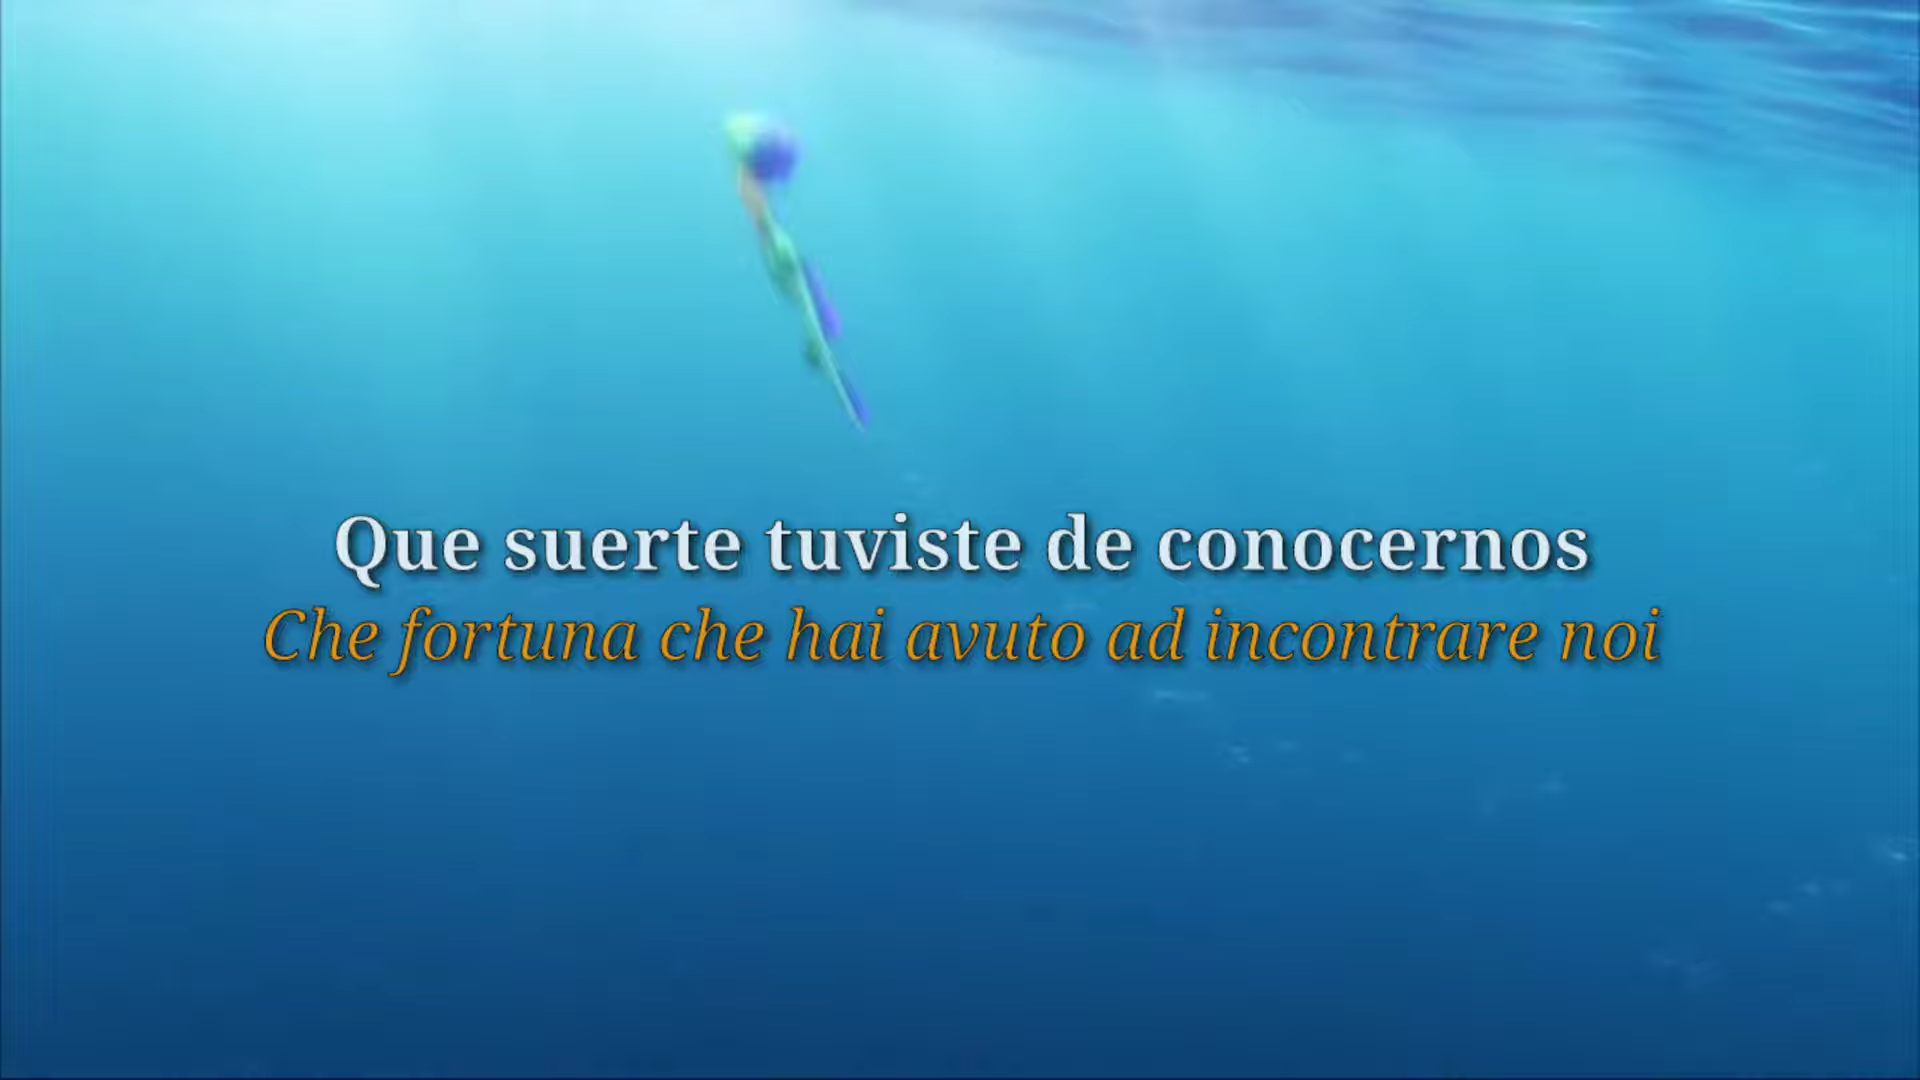 Que suerte tuviste de conocernos
Che fortuna che hai avuto ad incontrare noi